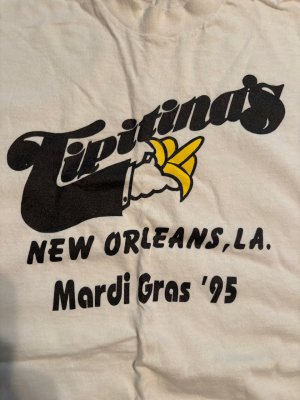 Tipitina's
NEW ORLEANS, LA.
Mardi Gras '95